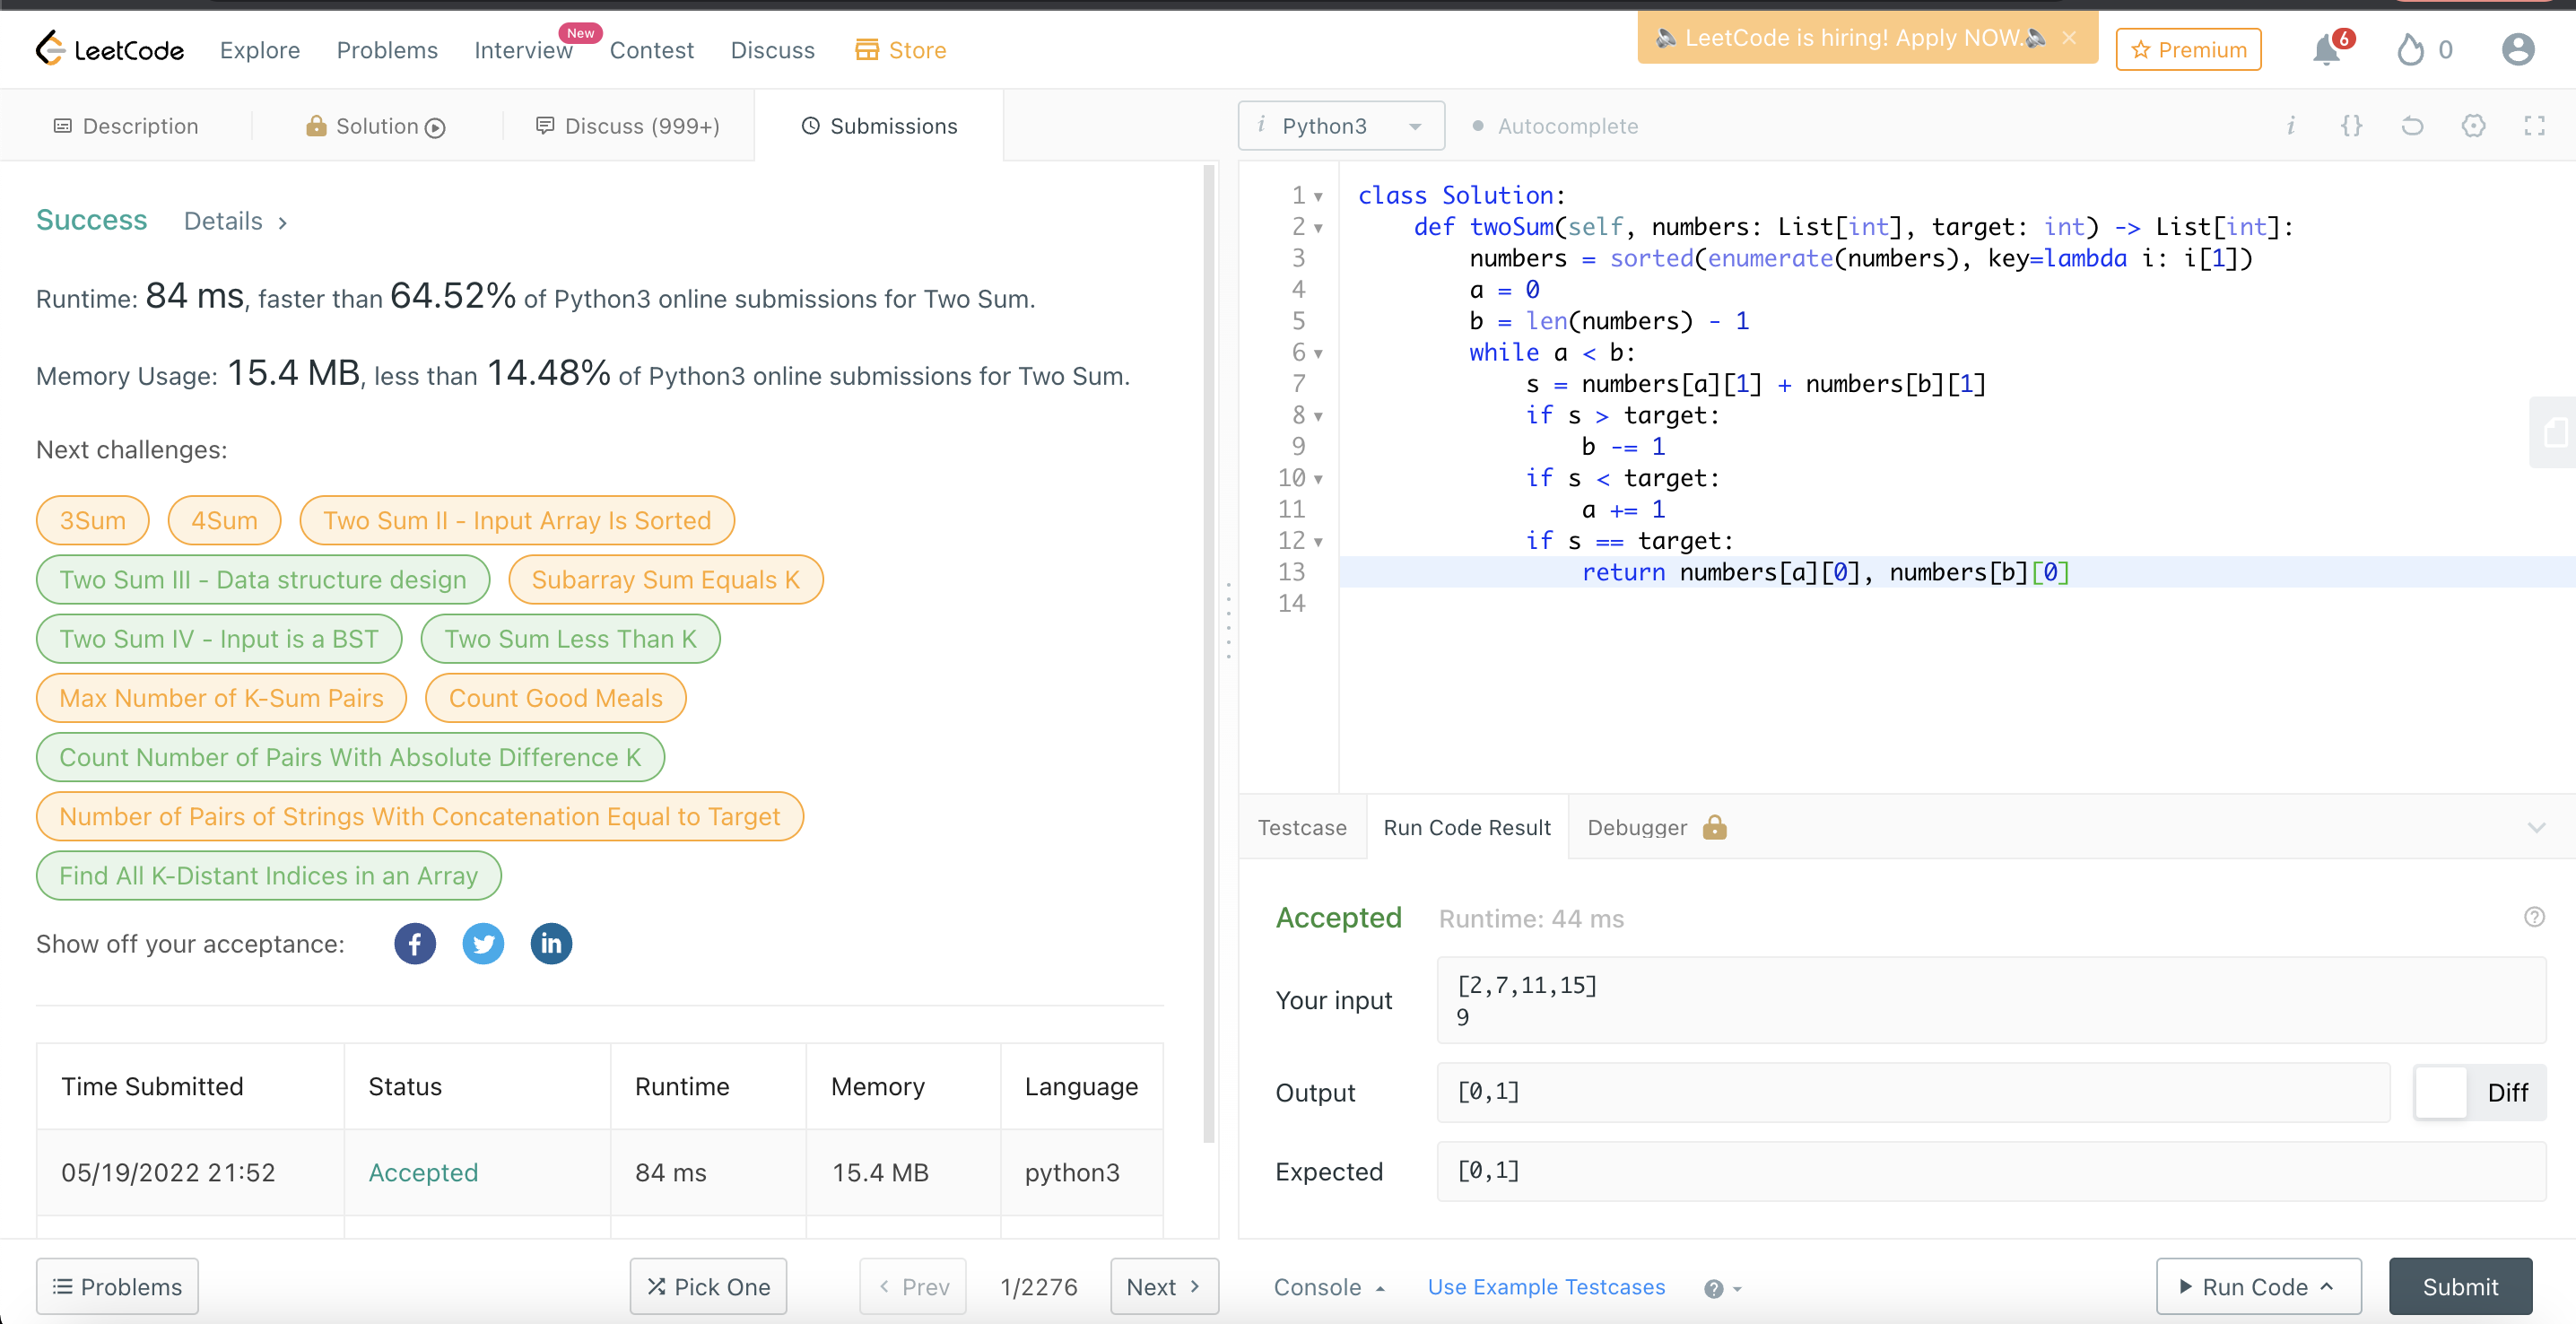 LeetCode Explore Problems Interview New Contest Discuss Store
LeetCode is hiring! Apply NOW.
Premium 6 0
Description Solution Discuss (999+) Submissions
Success Details
Runtime: 84 ms, faster than 64.52% of Python3 online submissions for Two Sum.
Memory Usage: 15.4 MB, less than 14.48% of Python3 online submissions for Two Sum.
Next challenges:
3Sum 4Sum Two Sum II - Input Array Is Sorted
Two Sum III - Data structure design Subarray Sum Equals K
Two Sum IV - Input is a BST Two Sum Less Than K
Max Number of K-Sum Pairs Count Good Meals
Count Number of Pairs With Absolute Difference K
Number of Pairs of Strings With Concatenation Equal to Target
Find All K-Distant Indices in an Array
Show off your acceptance: f in
Time Submitted Status Runtime Memory Language
05/19/2022 21:52 Accepted 84 ms 15.4 MB python3
Problems Pick One < Prev 1/2276 Next >
i Python3 Autocomplete i {}
1 class Solution:
2     def twoSum(self, numbers: List[int], target: int) -> List[int]:
3         numbers = sorted(enumerate(numbers), key=lambda i: i[1])
4         a = 0
5         b = len(numbers) - 1
6         while a < b:
7             s = numbers[a][1] + numbers[b][1]
8             if s > target:
9                 b -= 1
10             if s < target:
11                 a += 1
12             if s == target:
13                 return numbers[a][0], numbers[b][0]
14
Testcase Run Code Result Debugger
Accepted Runtime: 44 ms ?
Your input
[2,7,11,15]
9
Output [0,1] Diff
Expected [0,1]
Console Use Example Testcases ? Run Code Submit